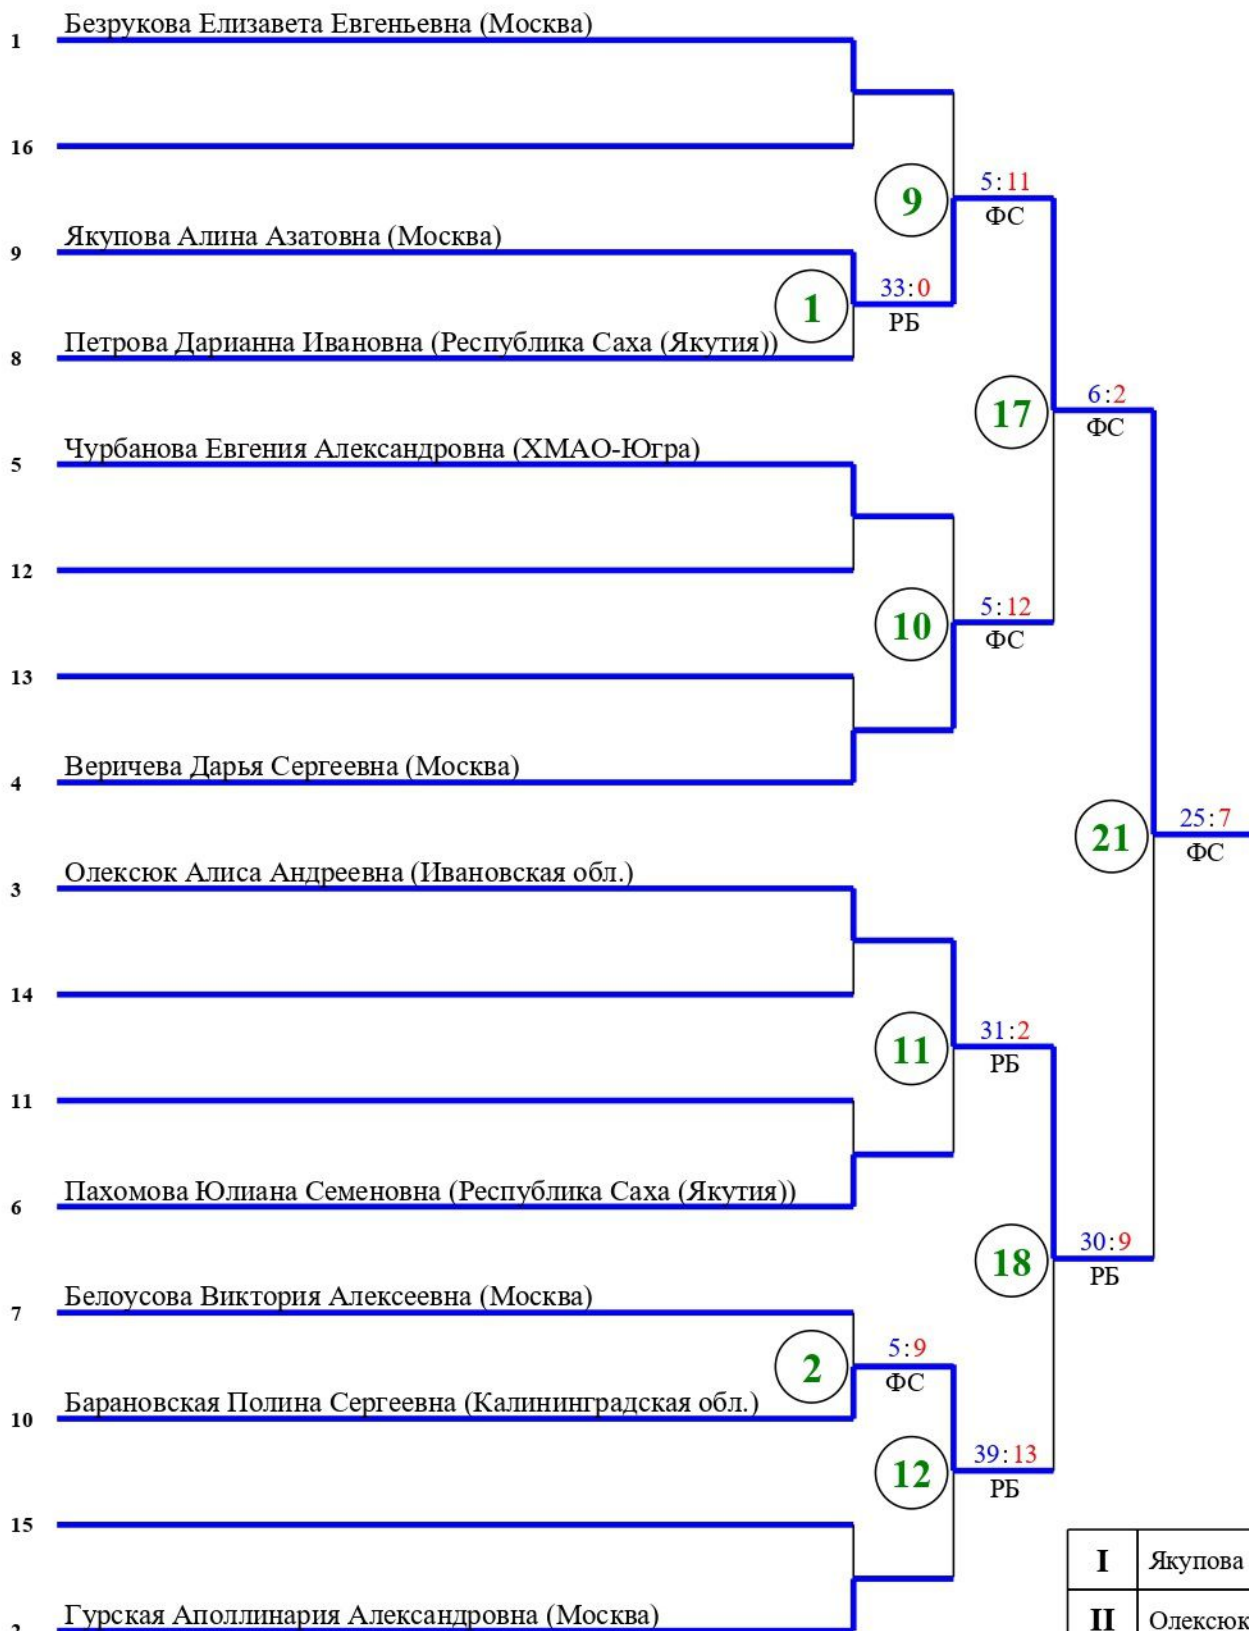 Безрукова Елизавета Евгеньевна (Москва)
1
16
9
5:11
ФС
Якупова Алина Азатовна (Москва)
9
1
33:0
РБ
Петрова Дарианна Ивановна (Республика Саха (Якутия))
8
17
6:2
ФС
Чурбанова Евгения Александровна (ХМАО-Югра)
5
12
10
5:12
ФС
13
Веричева Дарья Сергеевна (Москва)
4
21
25:7
ФС
Олексюк Алиса Андреевна (Ивановская обл.)
3
14
11
31:2
РБ
11
Пахомова Юлиана Семеновна (Республика Саха (Якутия))
6
18
30:9
РБ
Белоусова Виктория Алексеевна (Москва)
7
2
5:9
ФС
Барановская Полина Сергеевна (Калининградская обл.)
10
12
39:13
РБ
15
I Якупова
Гурская Аполлинария Александровна (Москва)
II Олексюк